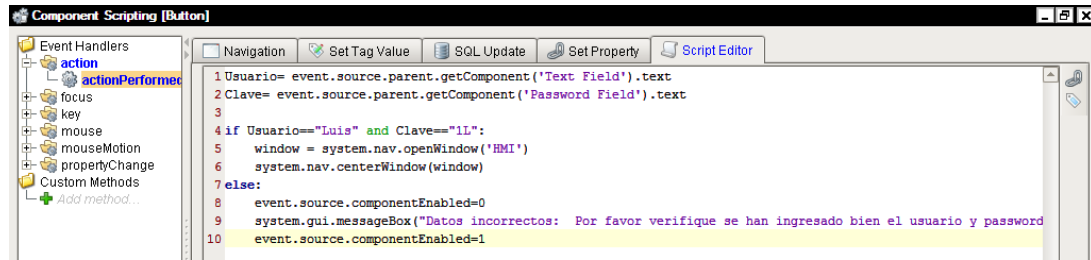 Component Scripting [Button]
Event Handlers
action
actionPerformed
focus
key
mouse
mouseMotion
propertyChange
Custom Methods
Add method...
Navigation Set Tag Value SQL Update Set Property Script Editor
1 Usuario= event.source.parent.getComponent('Text Field').text
2 Clave= event.source.parent.getComponent('Password Field').text
3
4 if Usuario=="Luis" and Clave=="1L":
5 window = system.nav.openWindow('HMI')
6 system.nav.centerWindow(window)
7 else:
8 event.source.componentEnabled=0
9 system.gui.messageBox("Datos incorrectos:  Por favor verifique se han ingresado bien el usuario y password
10 event.source.componentEnabled=1